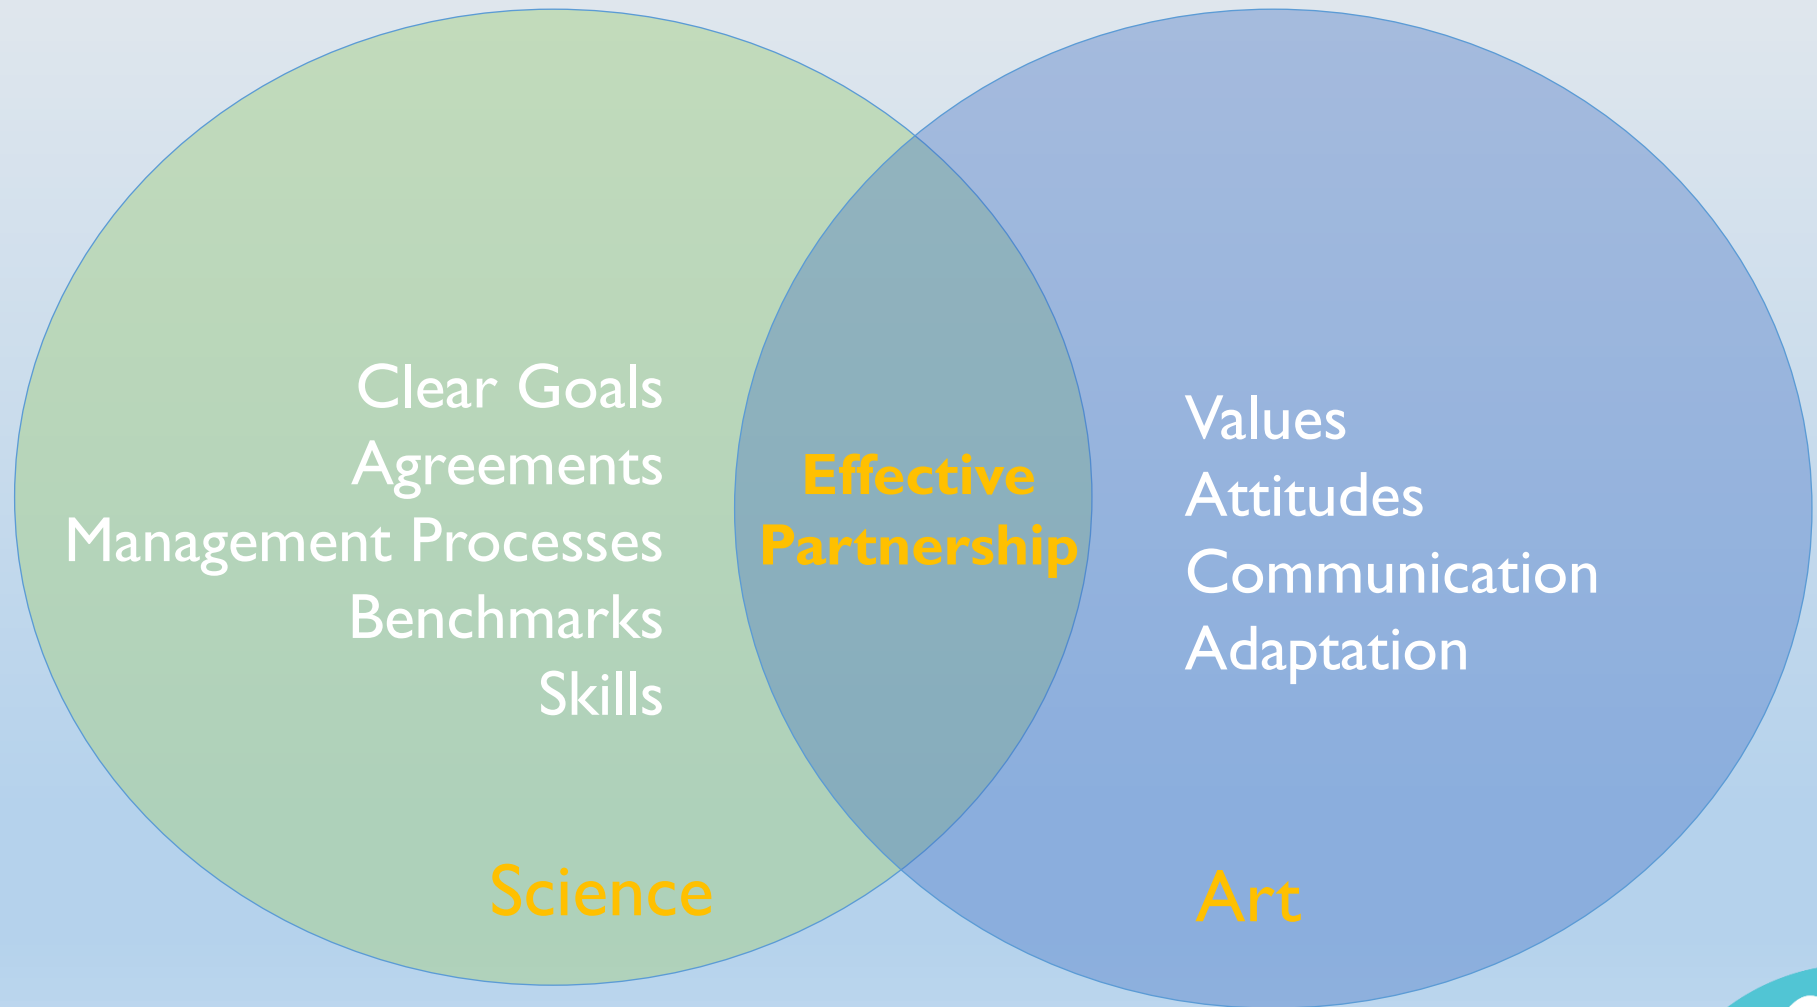 Clear Goals
Agreements
Management Processes
Benchmarks
Skills
Science
Effective
Partnership
Values
Attitudes
Communication
Adaptation
Art